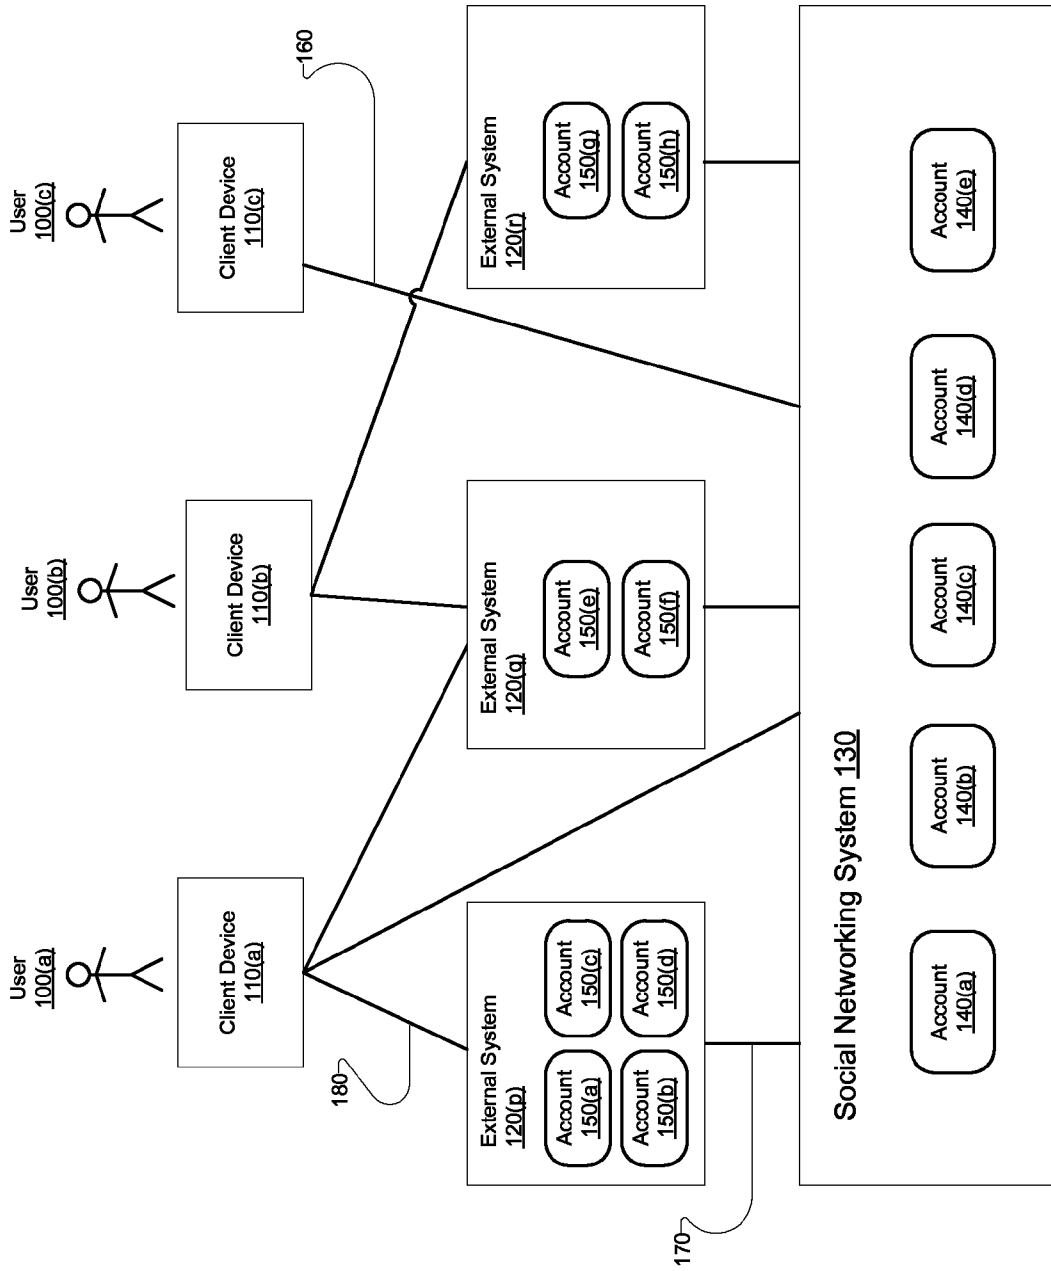 User
100(a)
User
100(b)
User
100(c)
Client Device
110(a)
Client Device
110(b)
Client Device
110(c)
160
180
External System
120(p)
Account
150(a)
Account
150(c)
Account
150(b)
Account
150(d)
External System
120(q)
Account
150(e)
Account
150(f)
External System
120(r)
Account
150(g)
Account
150(h)
170
Social Networking System 130
Account
140(a)
Account
140(b)
Account
140(c)
Account
140(d)
Account
140(e)